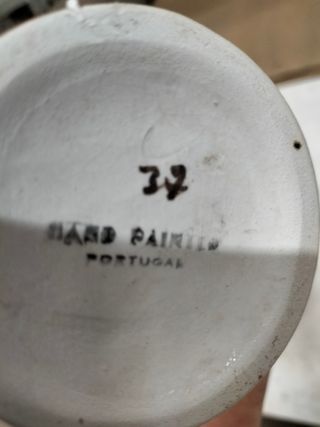 32
HAND PAINTED
PORTUGAL